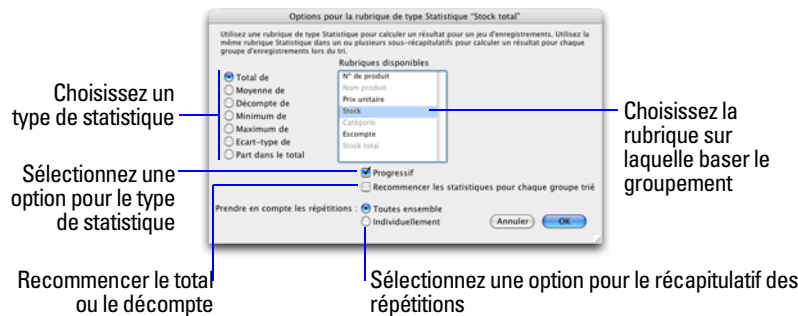 Options pour la rubrique de type Statistique "Stock total"
Utilisez une rubrique de type Statistique pour calculer un résultat pour un jeu d'enregistrements. Utilisez la
même rubrique Statistique dans un ou plusieurs sous-récapitulatifs pour calculer un résultat pour chaque
groupe d'enregistrements lors du tri.
Rubriques disponibles
Total de
Moyenne de
Décompte de
Minimum de
Maximum de
Ecart-type de
Part dans le total
N° de produit
Nom produit
Prix unitaire
Stock
Catégorie
Escompte
Stock total
Progressif
Recommencer les statistiques pour chaque groupe trié
Prendre en compte les répétitions :
Toutes ensemble
Individuellement
Annuler
OK
Choisissez un
type de statistique
Choisissez la
rubrique sur
laquelle baser le
groupement
Sélectionnez une
option pour le type
de statistique
Recommencer le total
ou le décompte
Sélectionnez une option pour le récapitulatif des
répétitions